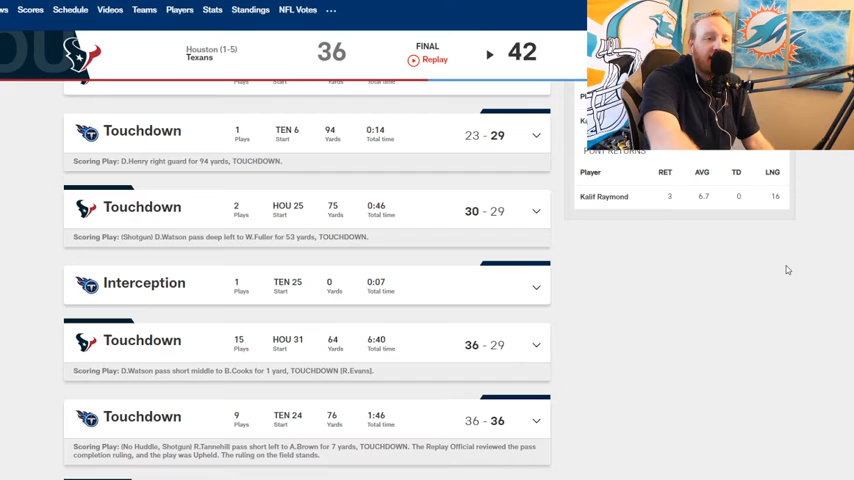 ws Scores Schedule Videos Teams Players Stats Standings NFL Votes
Houston (1-5)
Texans
36
FINAL
Replay
42
Plays Start Yards Total time
Touchdown 1 TEN 6 94 0:14 23 - 29
Plays Start Yards Total time
Scoring Play: D.Henry right guard for 94 yards, TOUCHDOWN.
Touchdown 2 HOU 25 75 0:46 30 - 29
Plays Start Yards Total time
Scoring Play: (Shotgun) D.Watson pass deep left to W.Fuller for 53 yards, TOUCHDOWN.
Interception 1 TEN 25 0 0:07
Plays Start Yards Total time
Touchdown 15 HOU 31 64 6:40 36 - 29
Plays Start Yards Total time
Scoring Play: D.Watson pass short middle to B.Cooks for 1 yard, TOUCHDOWN [R.Evans].
Touchdown 9 TEN 24 76 1:46 36 - 36
Plays Start Yards Total time
Scoring Play: (No Huddle, Shotgun) R.Tannehill pass short left to A.Brown for 7 yards, TOUCHDOWN. The Replay Official reviewed the pass
completion ruling, and the play was Upheld. The ruling on the field stands.
PUNT RETURNS
Player RET AVG TD LNG
Kalif Raymond 3 6.7 0 16